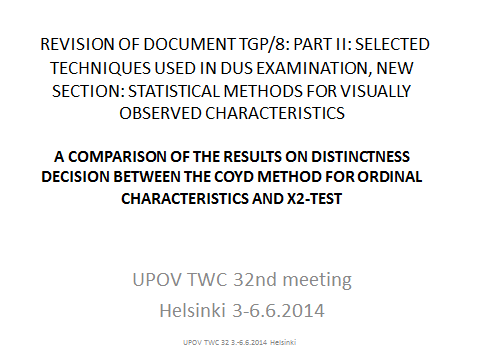 REVISION OF DOCUMENT TGP/8: PART II: SELECTED
TECHNIQUES USED IN DUS EXAMINATION, NEW
SECTION: STATISTICAL METHODS FOR VISUALLY
OBSERVED CHARACTERISTICS
A COMPARISON OF THE RESULTS ON DISTINCTNESS
DECISION BETWEEN THE COYD METHOD FOR ORDINAL
CHARACTERISTICS AND X2-TEST
UPOV TWC 32nd meeting
Helsinki 3-6.6.2014
UPOV TWC 32 3.-6.6.2014 Helsinki